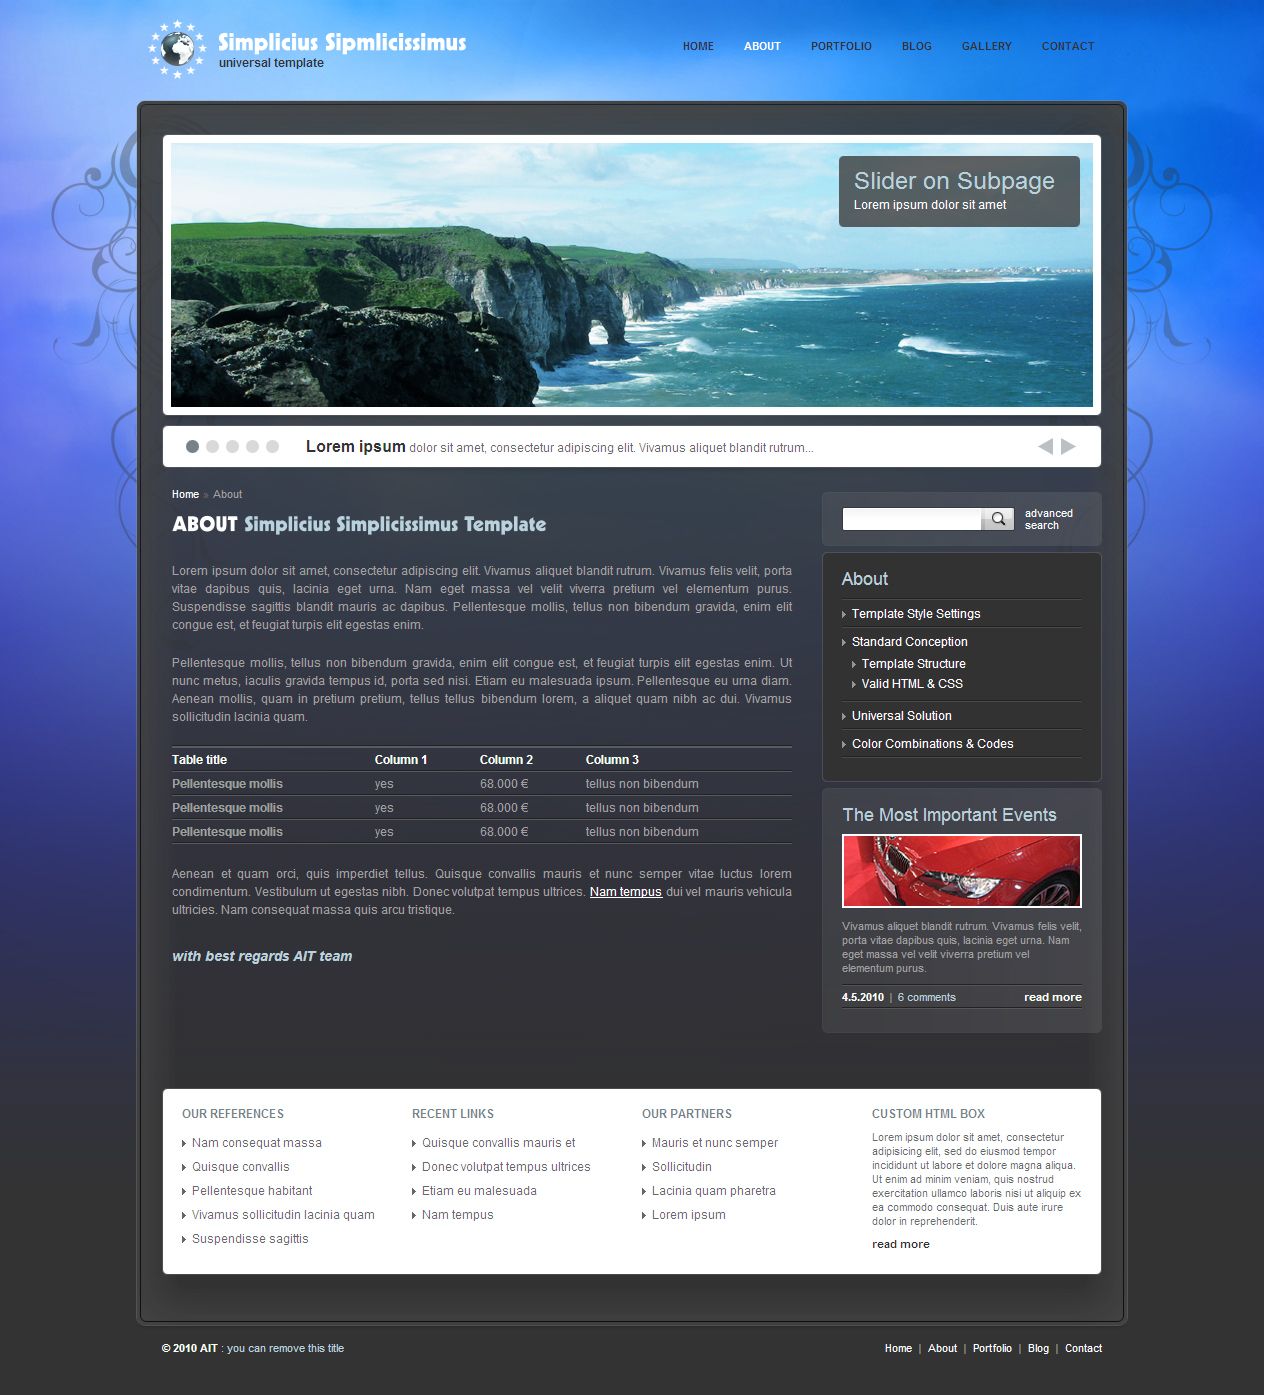 Simplicius Sipmlicissimus
universal template
HOME ABOUT PORTFOLIO BLOG GALLERY CONTACT
Slider on Subpage
Lorem ipsum dolor sit amet
Lorem ipsum dolor sit amet, consectetur adipiscing elit. Vivamus aliquet blandit rutrum...
Home » About
ABOUT Simplicius Simplicissimus Template
Lorem ipsum dolor sit amet, consectetur adipiscing elit. Vivamus aliquet blandit rutrum. Vivamus felis velit, porta
vitae dapibus quis, lacinia eget urna. Nam eget massa vel velit viverra pretium vel elementum purus.
Suspendisse sagittis blandit mauris ac dapibus. Pellentesque mollis, tellus non bibendum gravida, enim elit
congue est, et feugiat turpis elit egestas enim.
Pellentesque mollis, tellus non bibendum gravida, enim elit congue est, et feugiat turpis elit egestas enim. Ut
nunc metus, iaculis gravida tempus id, porta sed nisi. Etiam eu malesuada ipsum. Pellentesque eu urna diam.
Aenean mollis, quam in pretium pretium, tellus tellus bibendum lorem, a aliquet quam nibh ac dui. Vivamus
sollicitudin lacinia quam.
Table title Column 1 Column 2 Column 3
Pellentesque mollis yes 68.000 € tellus non bibendum
Pellentesque mollis yes 68.000 € tellus non bibendum
Pellentesque mollis yes 68.000 € tellus non bibendum
Aenean et quam orci, quis imperdiet tellus. Quisque convallis mauris et nunc semper vitae luctus lorem
condimentum. Vestibulum ut egestas nibh. Donec volutpat tempus ultrices. Nam tempus dui vel mauris vehicula
ultricies. Nam consequat massa quis arcu tristique.
with best regards AIT team
advanced
search
About
Template Style Settings
Standard Conception
Template Structure
Valid HTML & CSS
Universal Solution
Color Combinations & Codes
The Most Important Events
Vivamus aliquet blandit rutrum. Vivamus felis velit,
porta vitae dapibus quis, lacinia eget urna. Nam
eget massa vel velit viverra pretium vel
elementum purus.
4.5.2010 | 6 comments read more
OUR REFERENCES
Nam consequat massa
Quisque convallis
Pellentesque habitant
Vivamus sollicitudin lacinia quam
Suspendisse sagittis
RECENT LINKS
Quisque convallis mauris et
Donec volutpat tempus ultrices
Etiam eu malesuada
Nam tempus
OUR PARTNERS
Mauris et nunc semper
Sollicitudin
Lacinia quam pharetra
Lorem ipsum
CUSTOM HTML BOX
Lorem ipsum dolor sit amet, consectetur
adipisicing elit, sed do eiusmod tempor
incididunt ut labore et dolore magna aliqua.
Ut enim ad minim veniam, quis nostrud
exercitation ullamco laboris nisi ut aliquip ex
ea commodo consequat. Duis aute irure
dolor in reprehenderit.
read more
© 2010 AIT : you can remove this title
Home | About | Portfolio | Blog | Contact